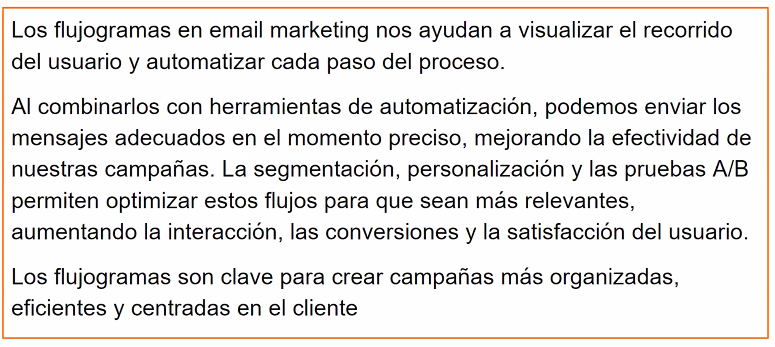 Los flujogramas en email marketing nos ayudan a visualizar el recorrido
del usuario y automatizar cada paso del proceso.
Al combinarlos con herramientas de automatización, podemos enviar los
mensajes adecuados en el momento preciso, mejorando la efectividad de
nuestras campañas. La segmentación, personalización y las pruebas A/B
permiten optimizar estos flujos para que sean más relevantes,
aumentando la interacción, las conversiones y la satisfacción del usuario.
Los flujogramas son clave para crear campañas más organizadas,
eficientes y centradas en el cliente